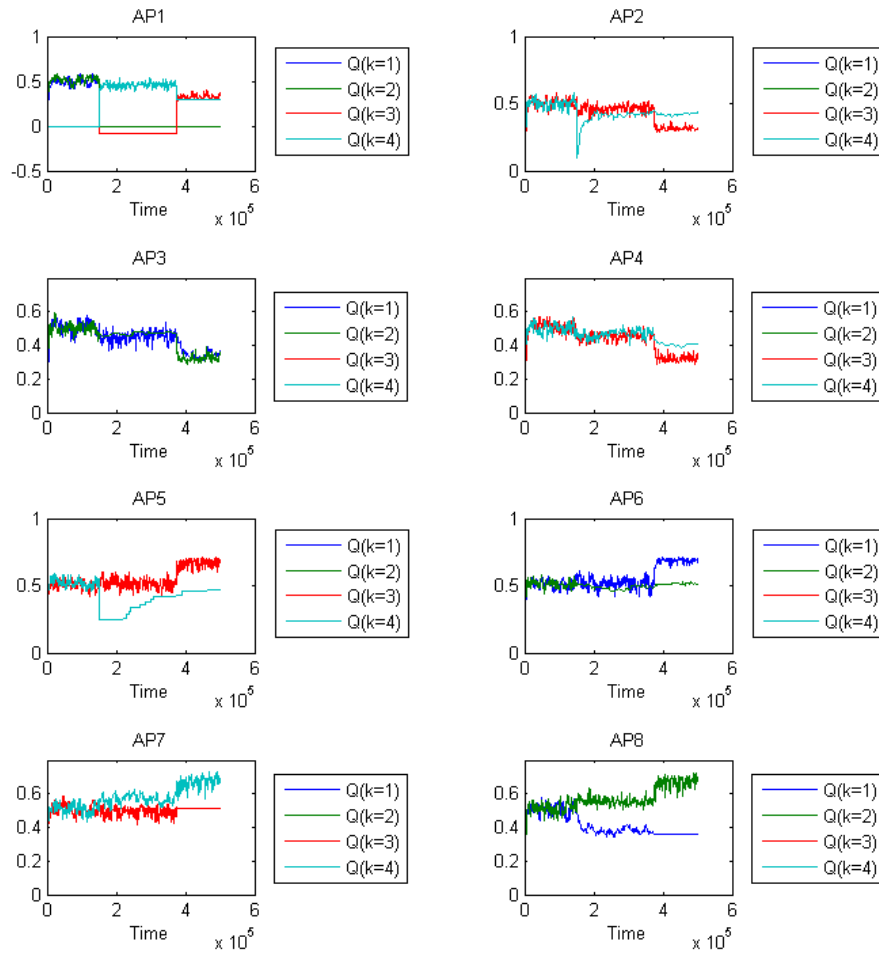 AP1
1
0.5
0
-0.5
0
2
4
6
Time
x 10^5
Q(k=1)
Q(k=2)
Q(k=3)
Q(k=4)
AP2
1
0.5
0
0
2
4
6
Time
x 10^5
Q(k=1)
Q(k=2)
Q(k=3)
Q(k=4)
AP3
0.6
0.4
0.2
0
0
2
4
6
Time
x 10^5
Q(k=1)
Q(k=2)
Q(k=3)
Q(k=4)
AP4
0.6
0.4
0.2
0
0
2
4
6
Time
x 10^5
Q(k=1)
Q(k=2)
Q(k=3)
Q(k=4)
AP5
1
0.5
0
0
2
4
6
Time
x 10^5
Q(k=1)
Q(k=2)
Q(k=3)
Q(k=4)
AP6
1
0.5
0
0
2
4
6
Time
x 10^5
Q(k=1)
Q(k=2)
Q(k=3)
Q(k=4)
AP7
0.6
0.4
0.2
0
0
2
4
6
Time
x 10^5
Q(k=1)
Q(k=2)
Q(k=3)
Q(k=4)
AP8
0.6
0.4
0.2
0
0
2
4
6
Time
x 10^5
Q(k=1)
Q(k=2)
Q(k=3)
Q(k=4)